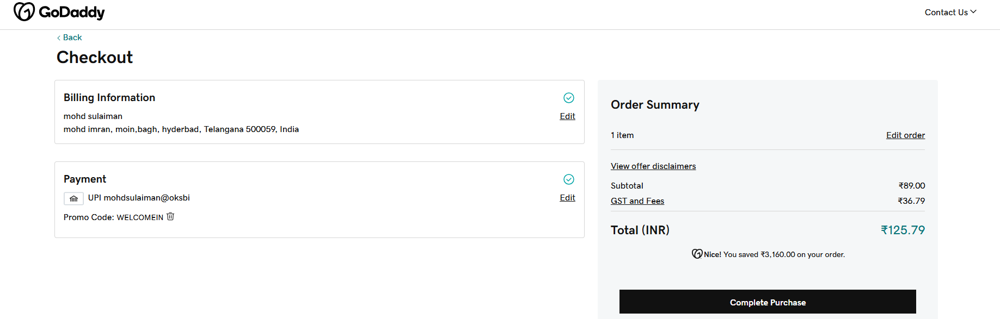 GoDaddy
Contact Us
Back
Checkout
Billing Information
mohd sulaiman
Edit
mohd imran, moin,bagh, hyderbad, Telangana 500059, India
Payment
UPI mohdsulaiman@oksbi
Edit
Promo Code: WELCOMEIN
Order Summary
1 item
Edit order
View offer disclaimers
Subtotal ₹89.00
GST and Fees ₹36.79
Total (INR) ₹125.79
Nice! You saved ₹3,160.00 on your order.
Complete Purchase